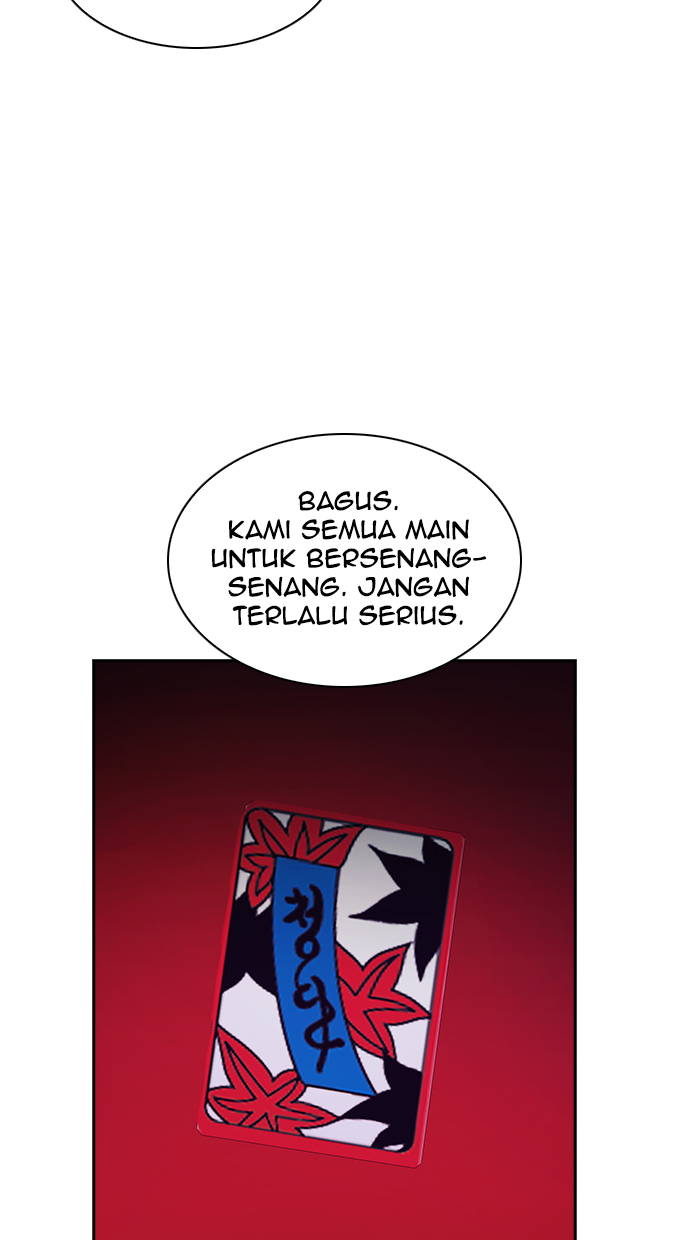 BAGUS.
KAMI SEMUA MAIN
UNTUK BERSENANG-
SENANG. JANGAN
TERLALU SERIUS.
청단